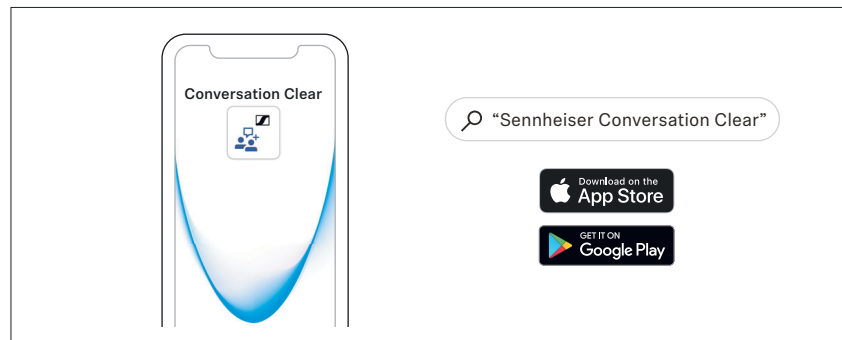 Conversation Clear
“Sennheiser Conversation Clear”
Download on the
App Store
GET IT ON
Google Play